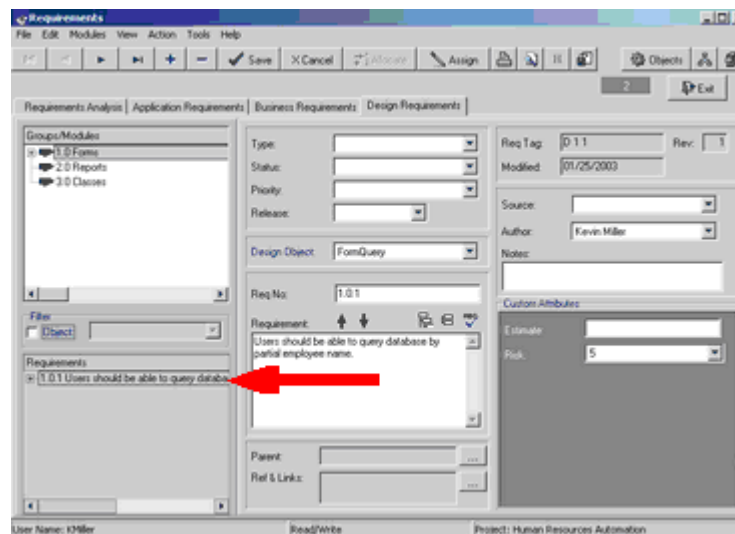 Requirements
File Edit Modules View Action Tools Help
Save Cancel Allocate Assign Objects
2 Exit
Requirements Analysis Application Requirements Business Requirements Design Requirements
Groups/Modules
1.0 Forms
2.0 Reports
3.0 Classes
Filter
Object
Requirements
1.0.1 Users should be able to query databa
Type:
Status:
Priority:
Release:
Design Object: FormQuery
Req No: 1.0.1
Requirement:
Users should be able to query database by
partial employee name.
Parent:
Ref & Links:
Req Tag: D 1 1 Rev: 1
Modified: 01/25/2003
Source:
Author: Kevin Miller
Notes:
Custom Attributes
Estimate
Risk: 5
User Name: KMiller Read/Write Project: Human Resources Automation